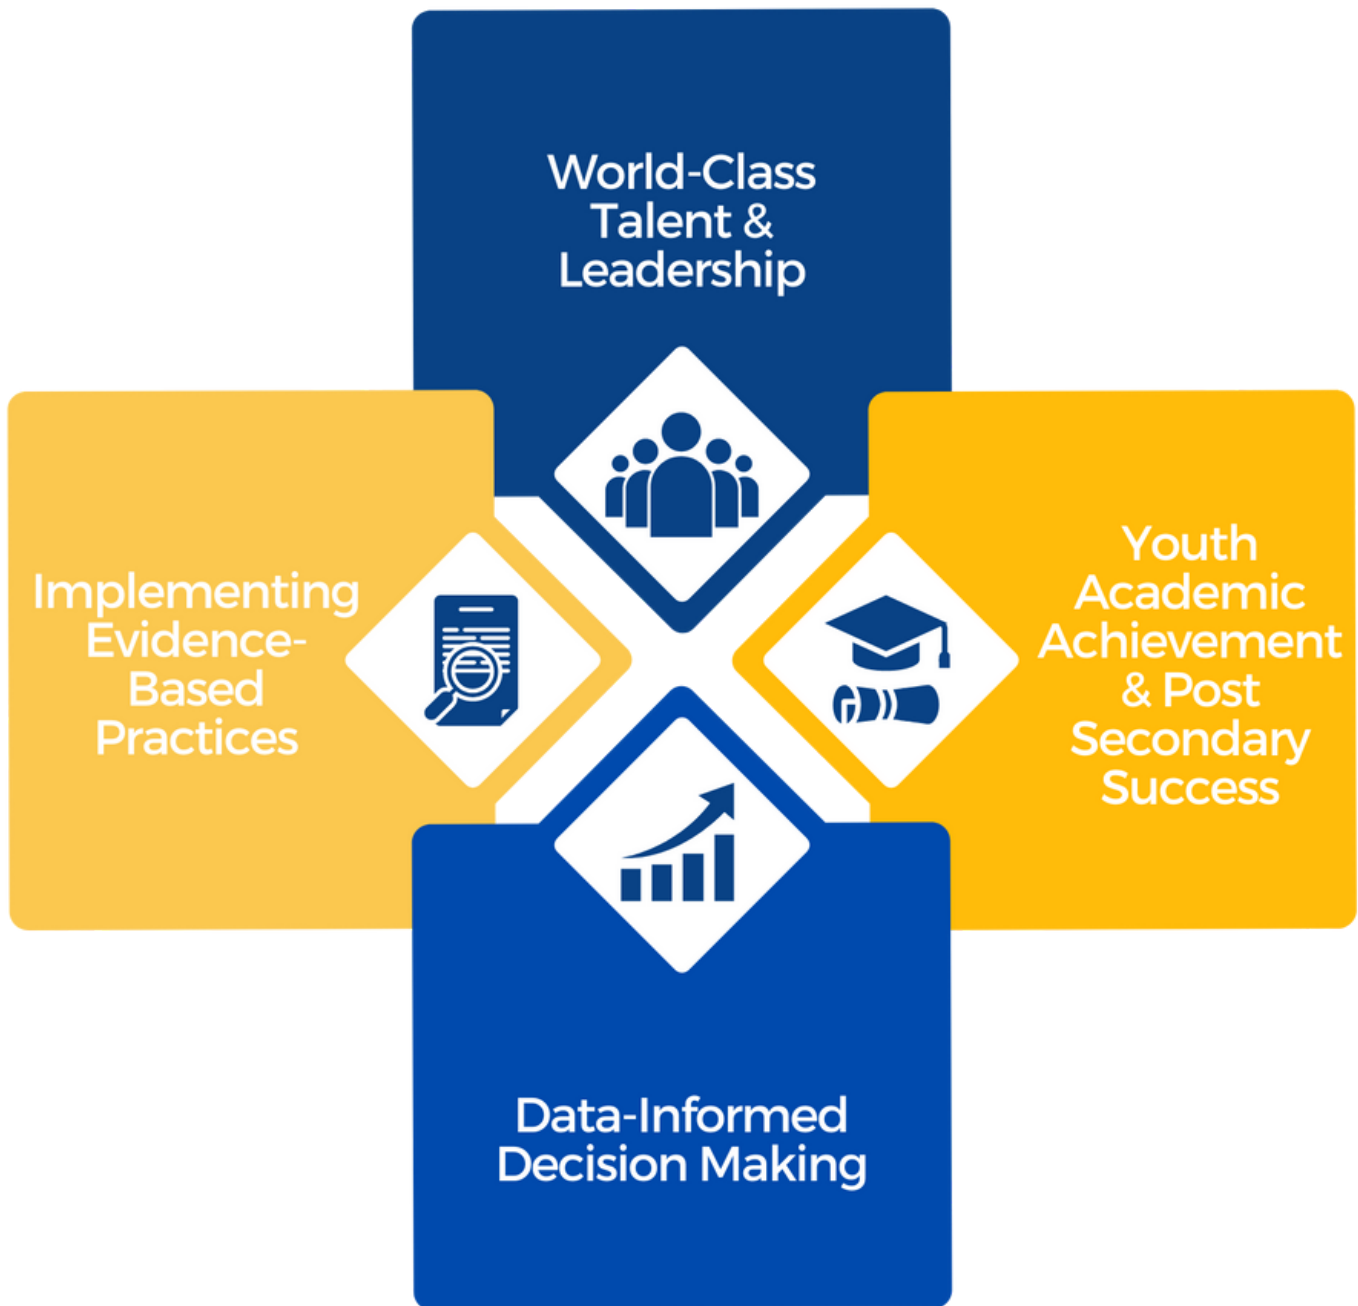 World-Class
Talent &
Leadership
Implementing
Evidence-
Based
Practices
Youth
Academic
Achievement
& Post
Secondary
Success
Data-Informed
Decision Making